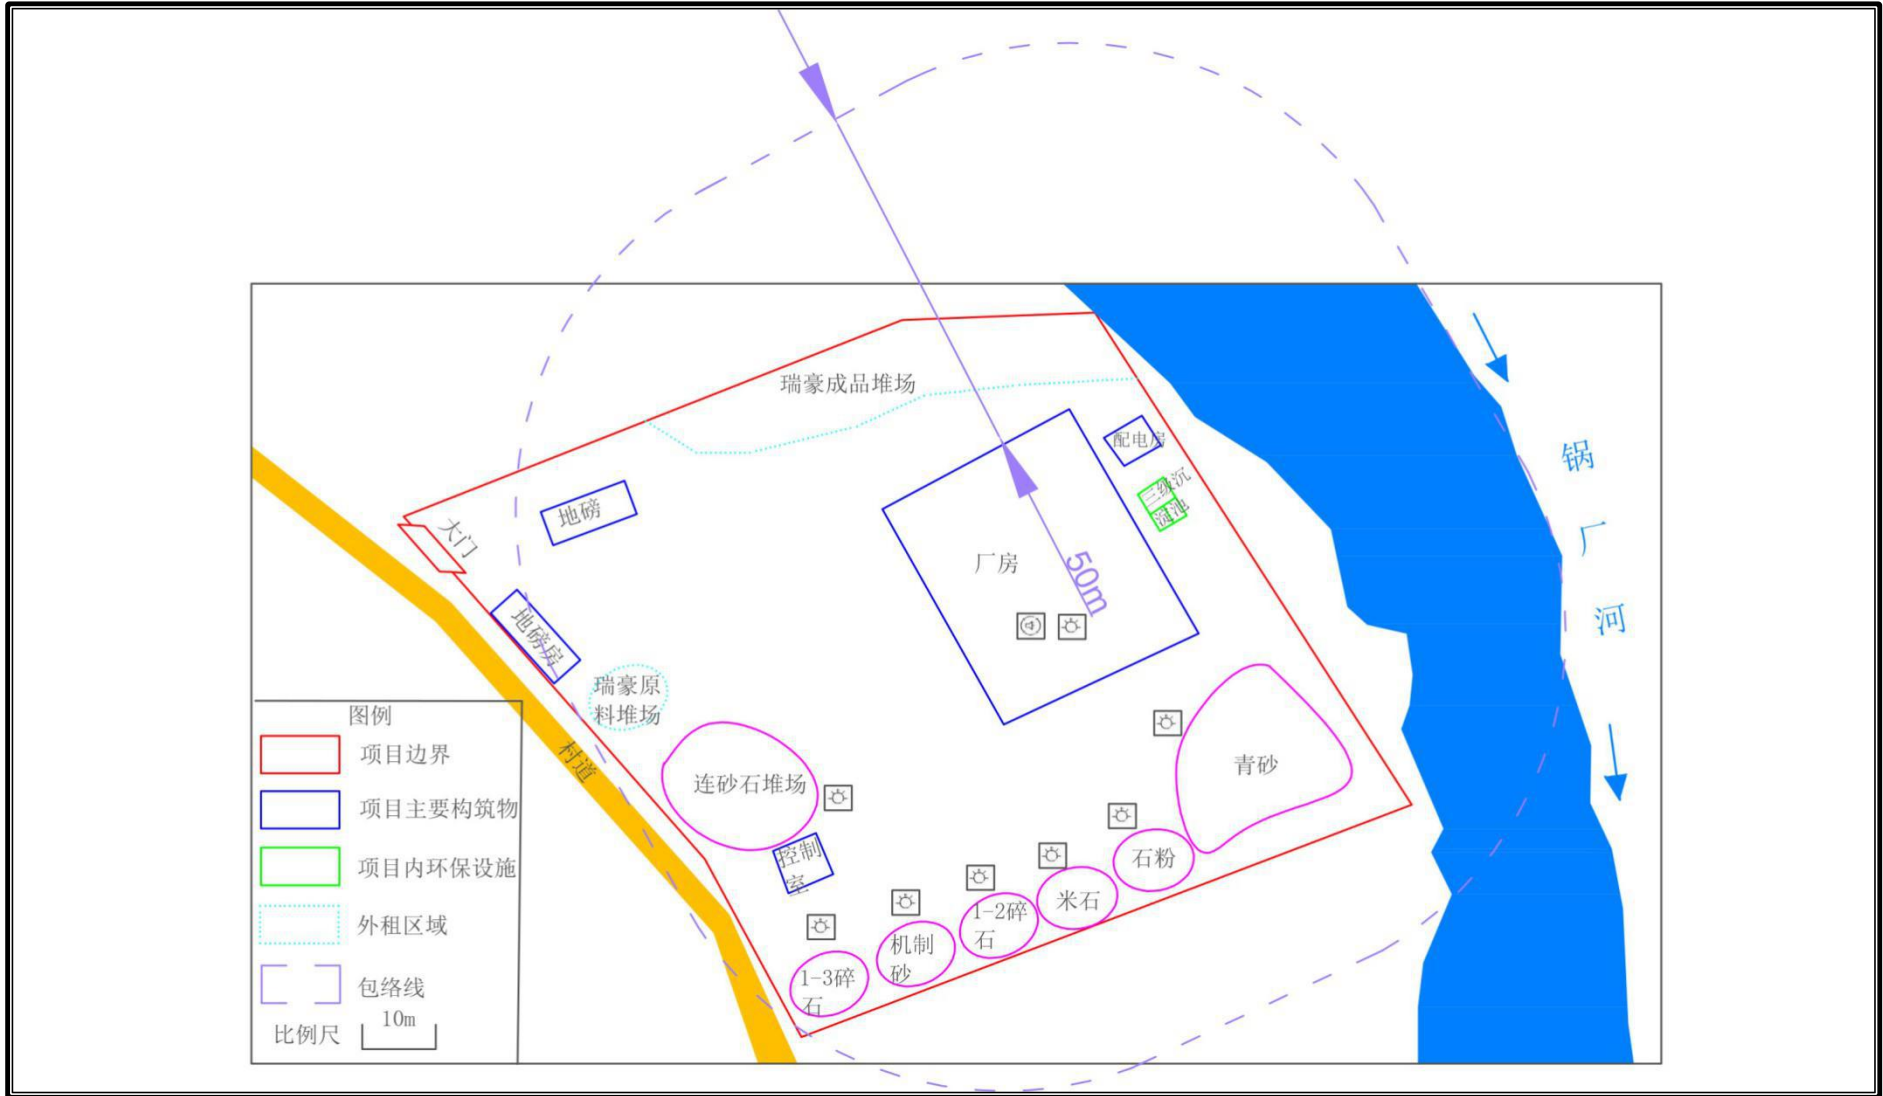 瑞豪成品堆场
配电房
三级沉
淀池
锅
厂
河
大门
地磅
厂房
50m
地磅房
瑞豪原
料堆场
村道
连砂石堆场
青砂
控制
室
石粉
米石
1-2碎
石
机制
砂
1-3碎
石
图例
项目边界
项目主要构筑物
项目内环保设施
外租区域
包络线
比例尺
10m